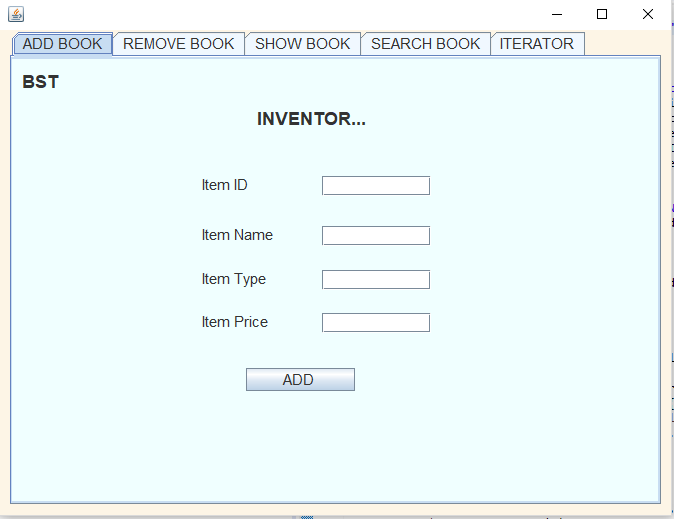 ADD BOOK REMOVE BOOK SHOW BOOK SEARCH BOOK ITERATOR
BST
INVENTOR...
Item ID
Item Name
Item Type
Item Price
ADD